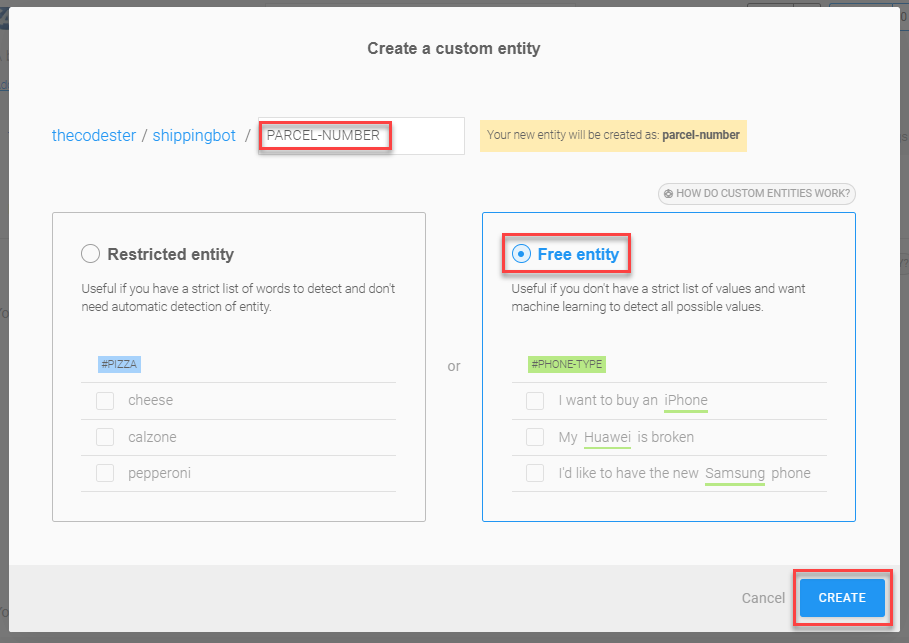 Create a custom entity
thecodester / shippingbot / PARCEL-NUMBER
Your new entity will be created as: parcel-number
HOW DO CUSTOM ENTITIES WORK?
Restricted entity
Useful if you have a strict list of words to detect and don't
need automatic detection of entity.
#PIZZA
cheese
calzone
pepperoni
or
Free entity
Useful if you don't have a strict list of values and want
machine learning to detect all possible values.
#PHONE-TYPE
I want to buy an iPhone
My Huawei is broken
I'd like to have the new Samsung phone
Cancel
CREATE